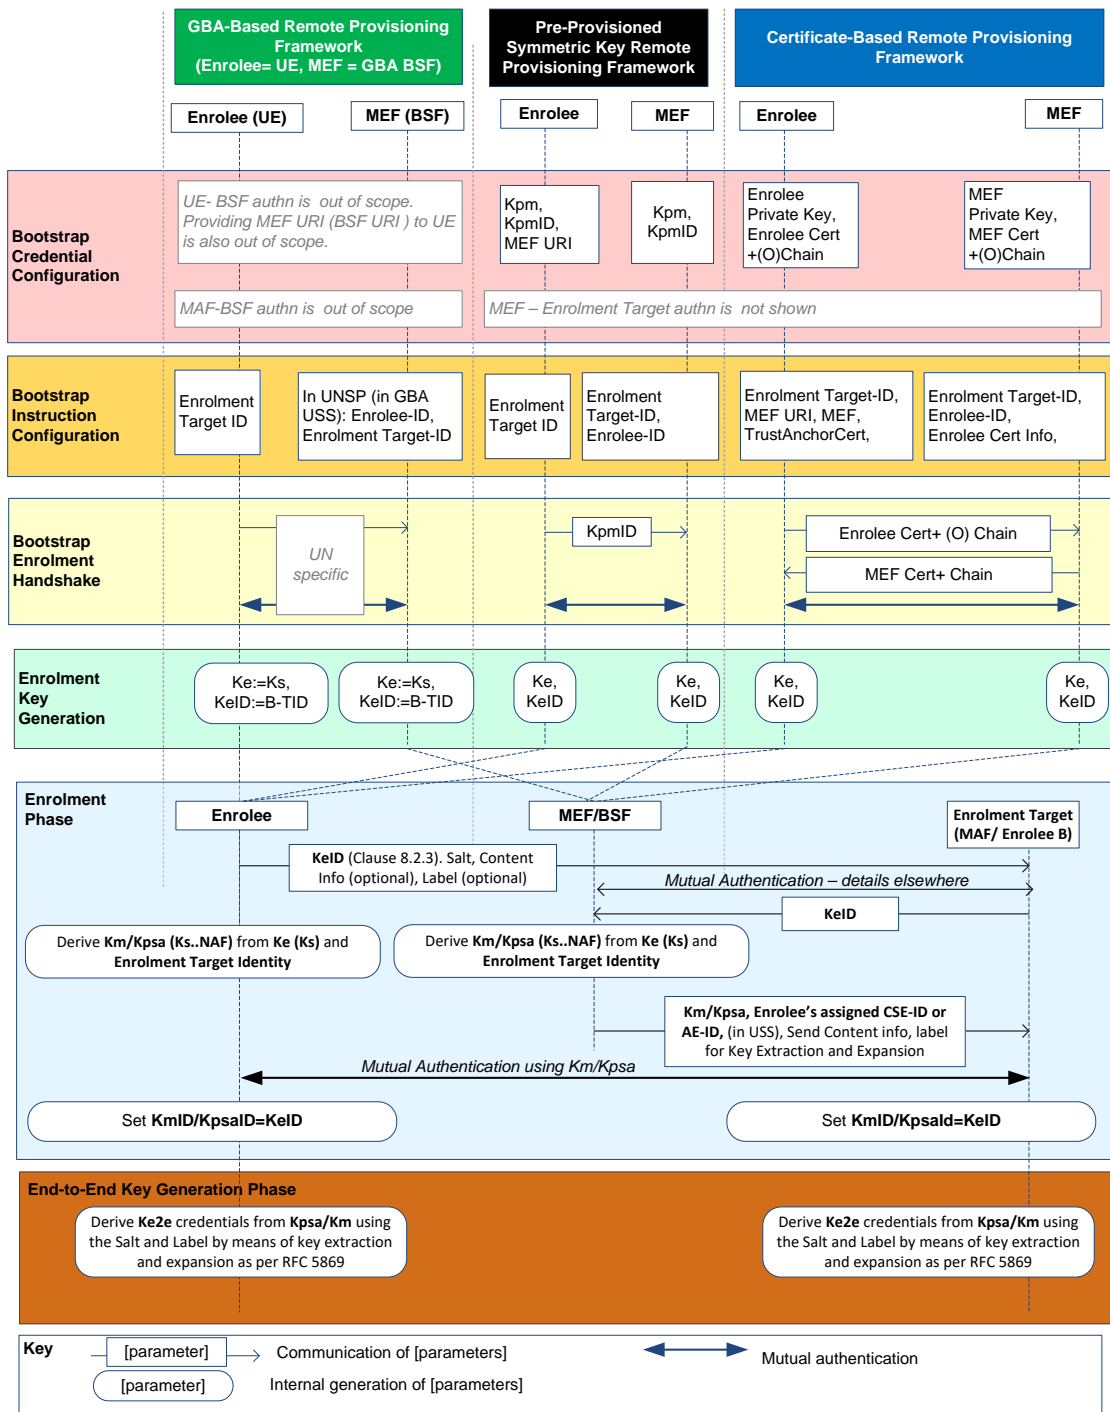 GBA-Based Remote Provisioning
Framework
(Enrolee= UE, MEF = GBA BSF)
Pre-Provisioned
Symmetric Key Remote
Provisioning Framework
Certificate-Based Remote Provisioning
Framework
Enrolee (UE)
MEF (BSF)
Enrolee
MEF
Enrolee
MEF
Bootstrap
Credential
Configuration
UE- BSF authn is  out of scope.
Providing MEF URI (BSF URI ) to UE
is also out of scope.
Kpm,
KpmID,
MEF URI
Kpm,
KpmID
Enrolee
Private Key,
Enrolee Cert
+(O)Chain
MEF
Private Key,
MEF Cert
+(O)Chain
MAF-BSF authn is  out of scope
MEF – Enrolment Target authn is  not shown
Bootstrap
Instruction
Configuration
Enrolment
Target ID
In UNSP (in GBA
USS): Enrolee-ID,
Enrolment Target-ID
Enrolment
Target ID
Enrolment
Target-ID,
Enrolee-ID
Enrolment Target-ID,
MEF URI, MEF,
TrustAnchorCert,
Enrolment Target-ID,
Enrolee-ID,
Enrolee Cert Info,
Bootstrap
Enrolment
Handshake
UN
specific
KpmID
Enrolee Cert+ (O) Chain
MEF Cert+ Chain
Enrolment
Key
Generation
Ke:=Ks,
KeID:=B-TID
Ke:=Ks,
KeID:=B-TID
Ke,
KeID
Ke,
KeID
Ke,
KeID
Ke,
KeID
Enrolment
Phase
Enrolee
MEF/BSF
Enrolment Target
(MAF/ Enrolee B)
KeID (Clause 8.2.3). Salt, Content
Info (optional), Label (optional)
Mutual Authentication – details elsewhere
KeID
Derive Km/Kpsa (Ks..NAF) from Ke (Ks) and
Enrolment Target Identity
Derive Km/Kpsa (Ks..NAF) from Ke (Ks) and
Enrolment Target Identity
Km/Kpsa, Enrolee's assigned CSE-ID or
AE-ID, (in USS), Send Content info, label
for Key Extraction and Expansion
Mutual Authentication using Km/Kpsa
Set KmID/KpsaID=KeID
Set KmID/KpsaId=KeID
End-to-End Key Generation Phase
Derive Ke2e credentials from Kpsa/Km using
the Salt and Label by means of key extraction
and expansion as per RFC 5869
Derive Ke2e credentials from Kpsa/Km using
the Salt and Label by means of key extraction
and expansion as per RFC 5869
Key
[parameter]
Communication of [parameters]
Mutual authentication
[parameter]
Internal generation of [parameters]